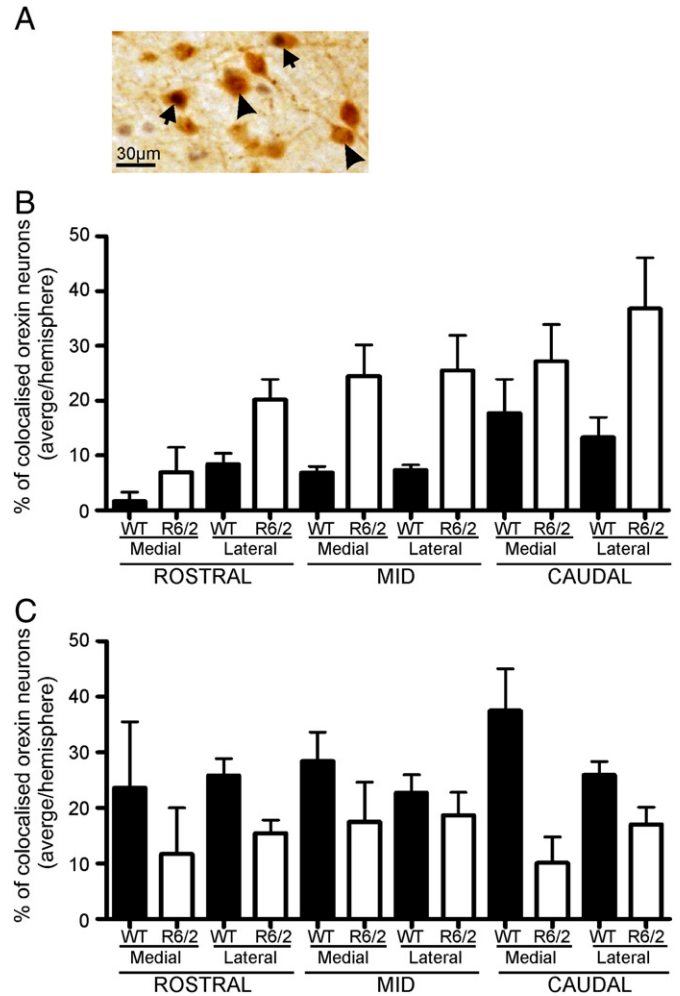 A
30µm
B
% of colocalised orexin neurons
(averge/hemisphere)
50
40
30
20
10
0
WT R6/2 WT R6/2 WT R6/2 WT R6/2 WT R6/2 WT R6/2
Medial Lateral Medial Lateral Medial Lateral
ROSTRAL MID CAUDAL
C
% of colocalised orexin neurons
(averge/hemisphere)
50
40
30
20
10
0
WT R6/2 WT R6/2 WT R6/2 WT R6/2 WT R6/2 WT R6/2
Medial Lateral Medial Lateral Medial Lateral
ROSTRAL MID CAUDAL